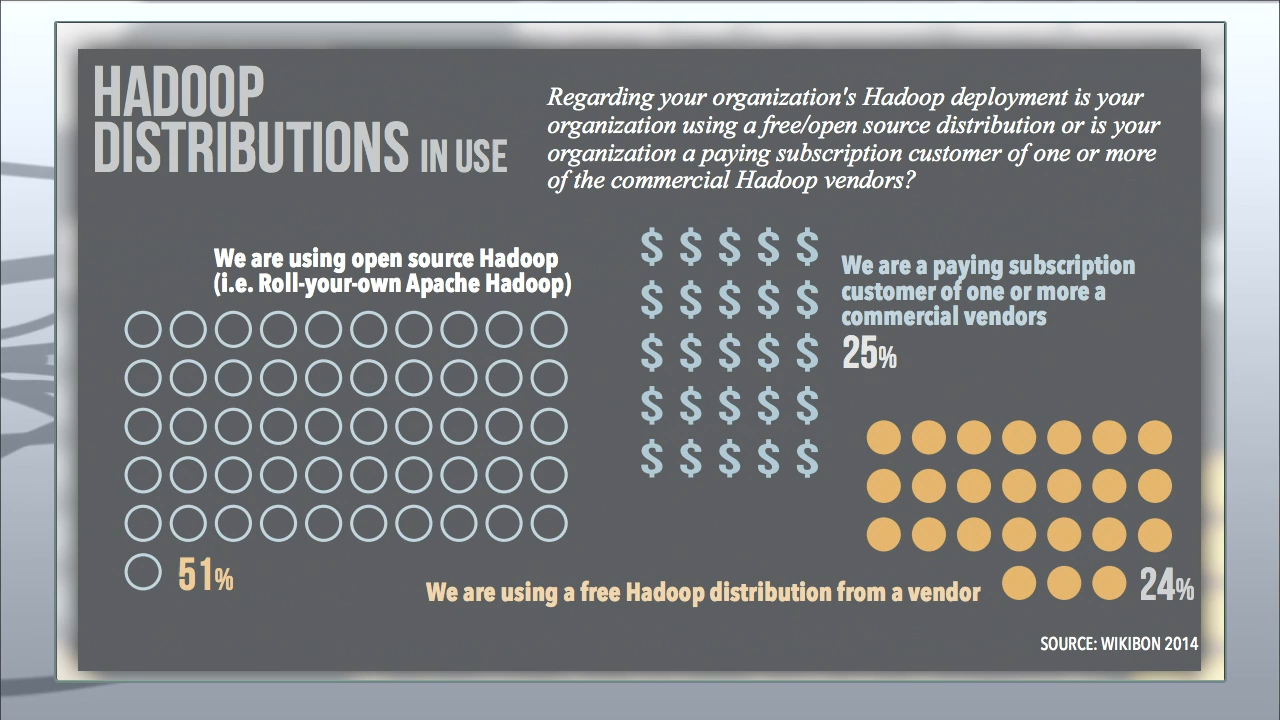 HADOOP
DISTRIBUTIONS IN USE
Regarding your organization's Hadoop deployment is your
organization using a free/open source distribution or is your
organization a paying subscription customer of one or more
of the commercial Hadoop vendors?
We are using open source Hadoop
(i.e. Roll-your-own Apache Hadoop)
51%
$ $ $ $ $
$ $ $ $ $
$ $ $ $ $
$ $ $ $ $
$ $ $ $ $
We are a paying subscription
customer of one or more a
commercial vendors
25%
We are using a free Hadoop distribution from a vendor
24%
SOURCE: WIKIBON 2014